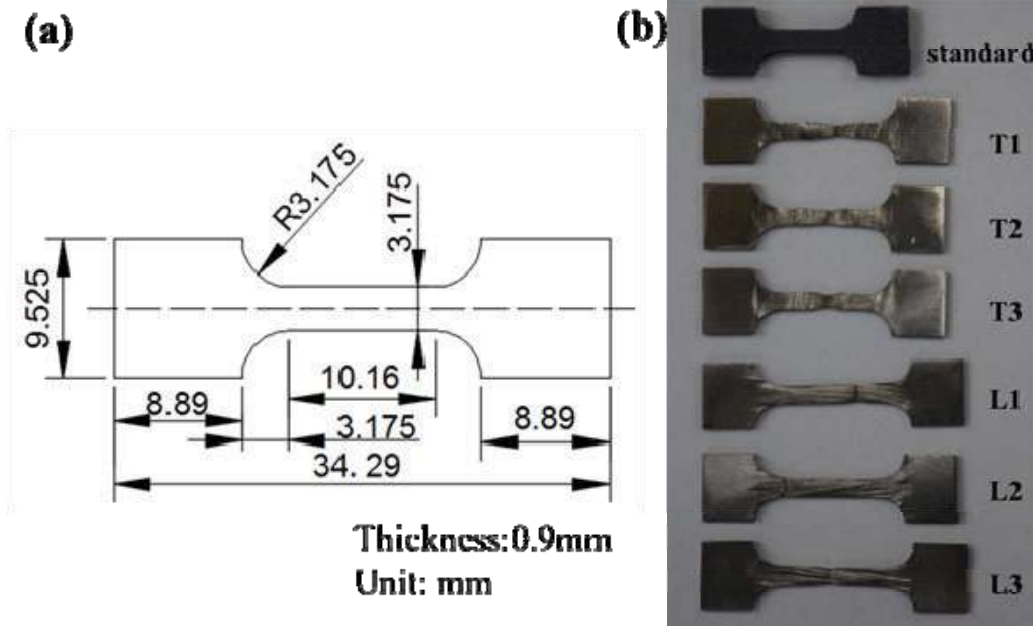 (a)
R3.175
3.175
9.525
10.16
8.89
3.175
8.89
34.29
Thickness:0.9mm
Unit: mm
(b)
standard
T1
T2
T3
L1
L2
L3